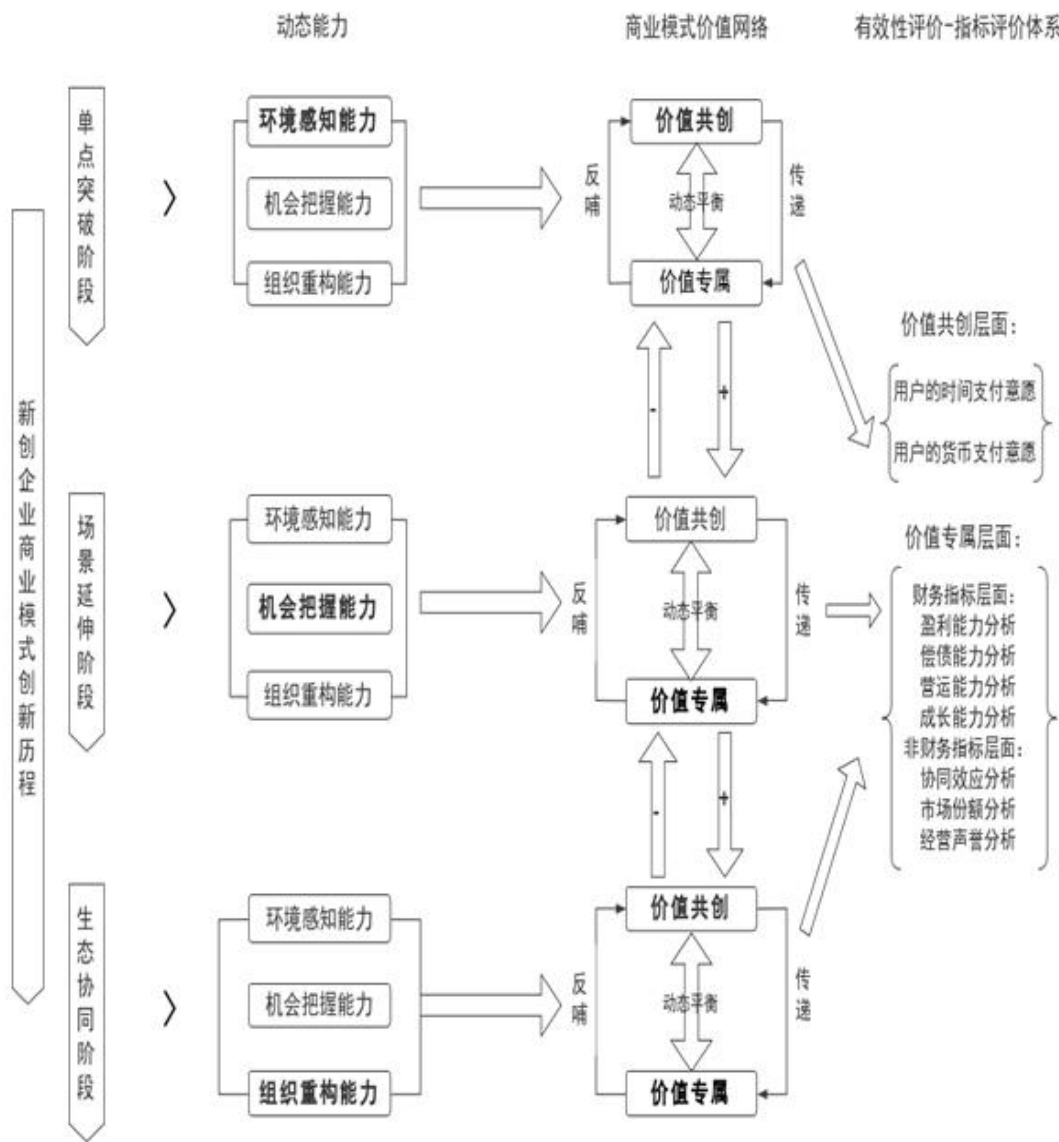 动态能力
商业模式价值网络
有效性评价-指标评价体系
新创企业商业模式创新历程
单点突破阶段
环境感知能力
机会把握能力
组织重构能力
反哺
价值共创
动态平衡
价值专属
传递
-
+
场景延伸阶段
环境感知能力
机会把握能力
组织重构能力
反哺
价值共创
动态平衡
价值专属
传递
-
+
生态协同阶段
环境感知能力
机会把握能力
组织重构能力
反哺
价值共创
动态平衡
价值专属
传递
价值共创层面：
用户的时间支付意愿
用户的货币支付意愿
价值专属层面：
财务指标层面：
盈利能力分析
偿债能力分析
营运能力分析
成长能力分析
非财务指标层面：
协同效应分析
市场份额分析
经营声誉分析